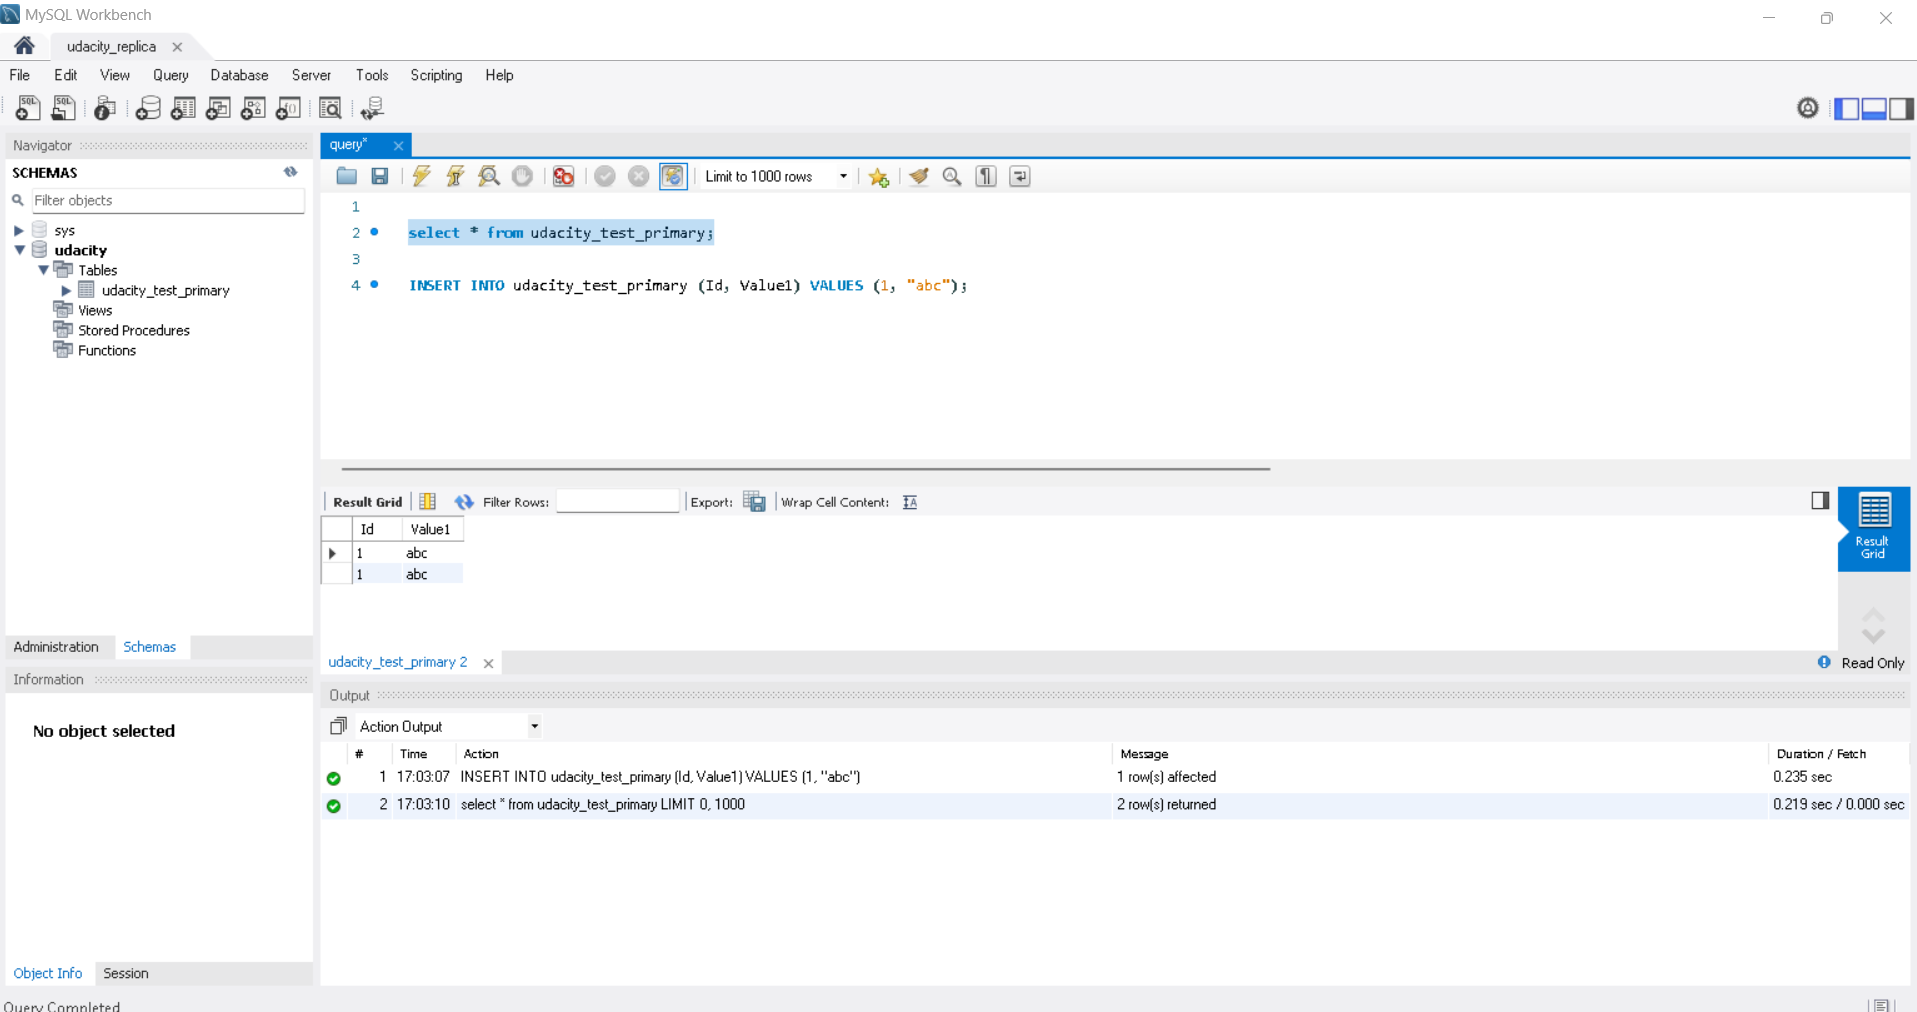 MySQL Workbench
udacity_replica
File Edit View Query Database Server Tools Scripting Help
Navigator
SCHEMAS
Filter objects
sys
udacity
Tables
udacity_test_primary
Views
Stored Procedures
Functions
Administration Schemas
Information
No object selected
Object Info Session
query*
Limit to 1000 rows
1
2 select * from udacity_test_primary;
3
4 INSERT INTO udacity_test_primary (Id, Value1) VALUES (1, "abc");
Result Grid Filter Rows: Export: Wrap Cell Content:
Id Value1
1 abc
1 abc
Result
Grid
udacity_test_primary 2
Read Only
Output
Action Output
# Time Action Message Duration / Fetch
1 17:03:07 INSERT INTO udacity_test_primary (Id, Value1) VALUES (1, "abc") 1 row(s) affected 0.235 sec
2 17:03:10 select * from udacity_test_primary LIMIT 0, 1000 2 row(s) returned 0.219 sec / 0.000 sec
Query Completed